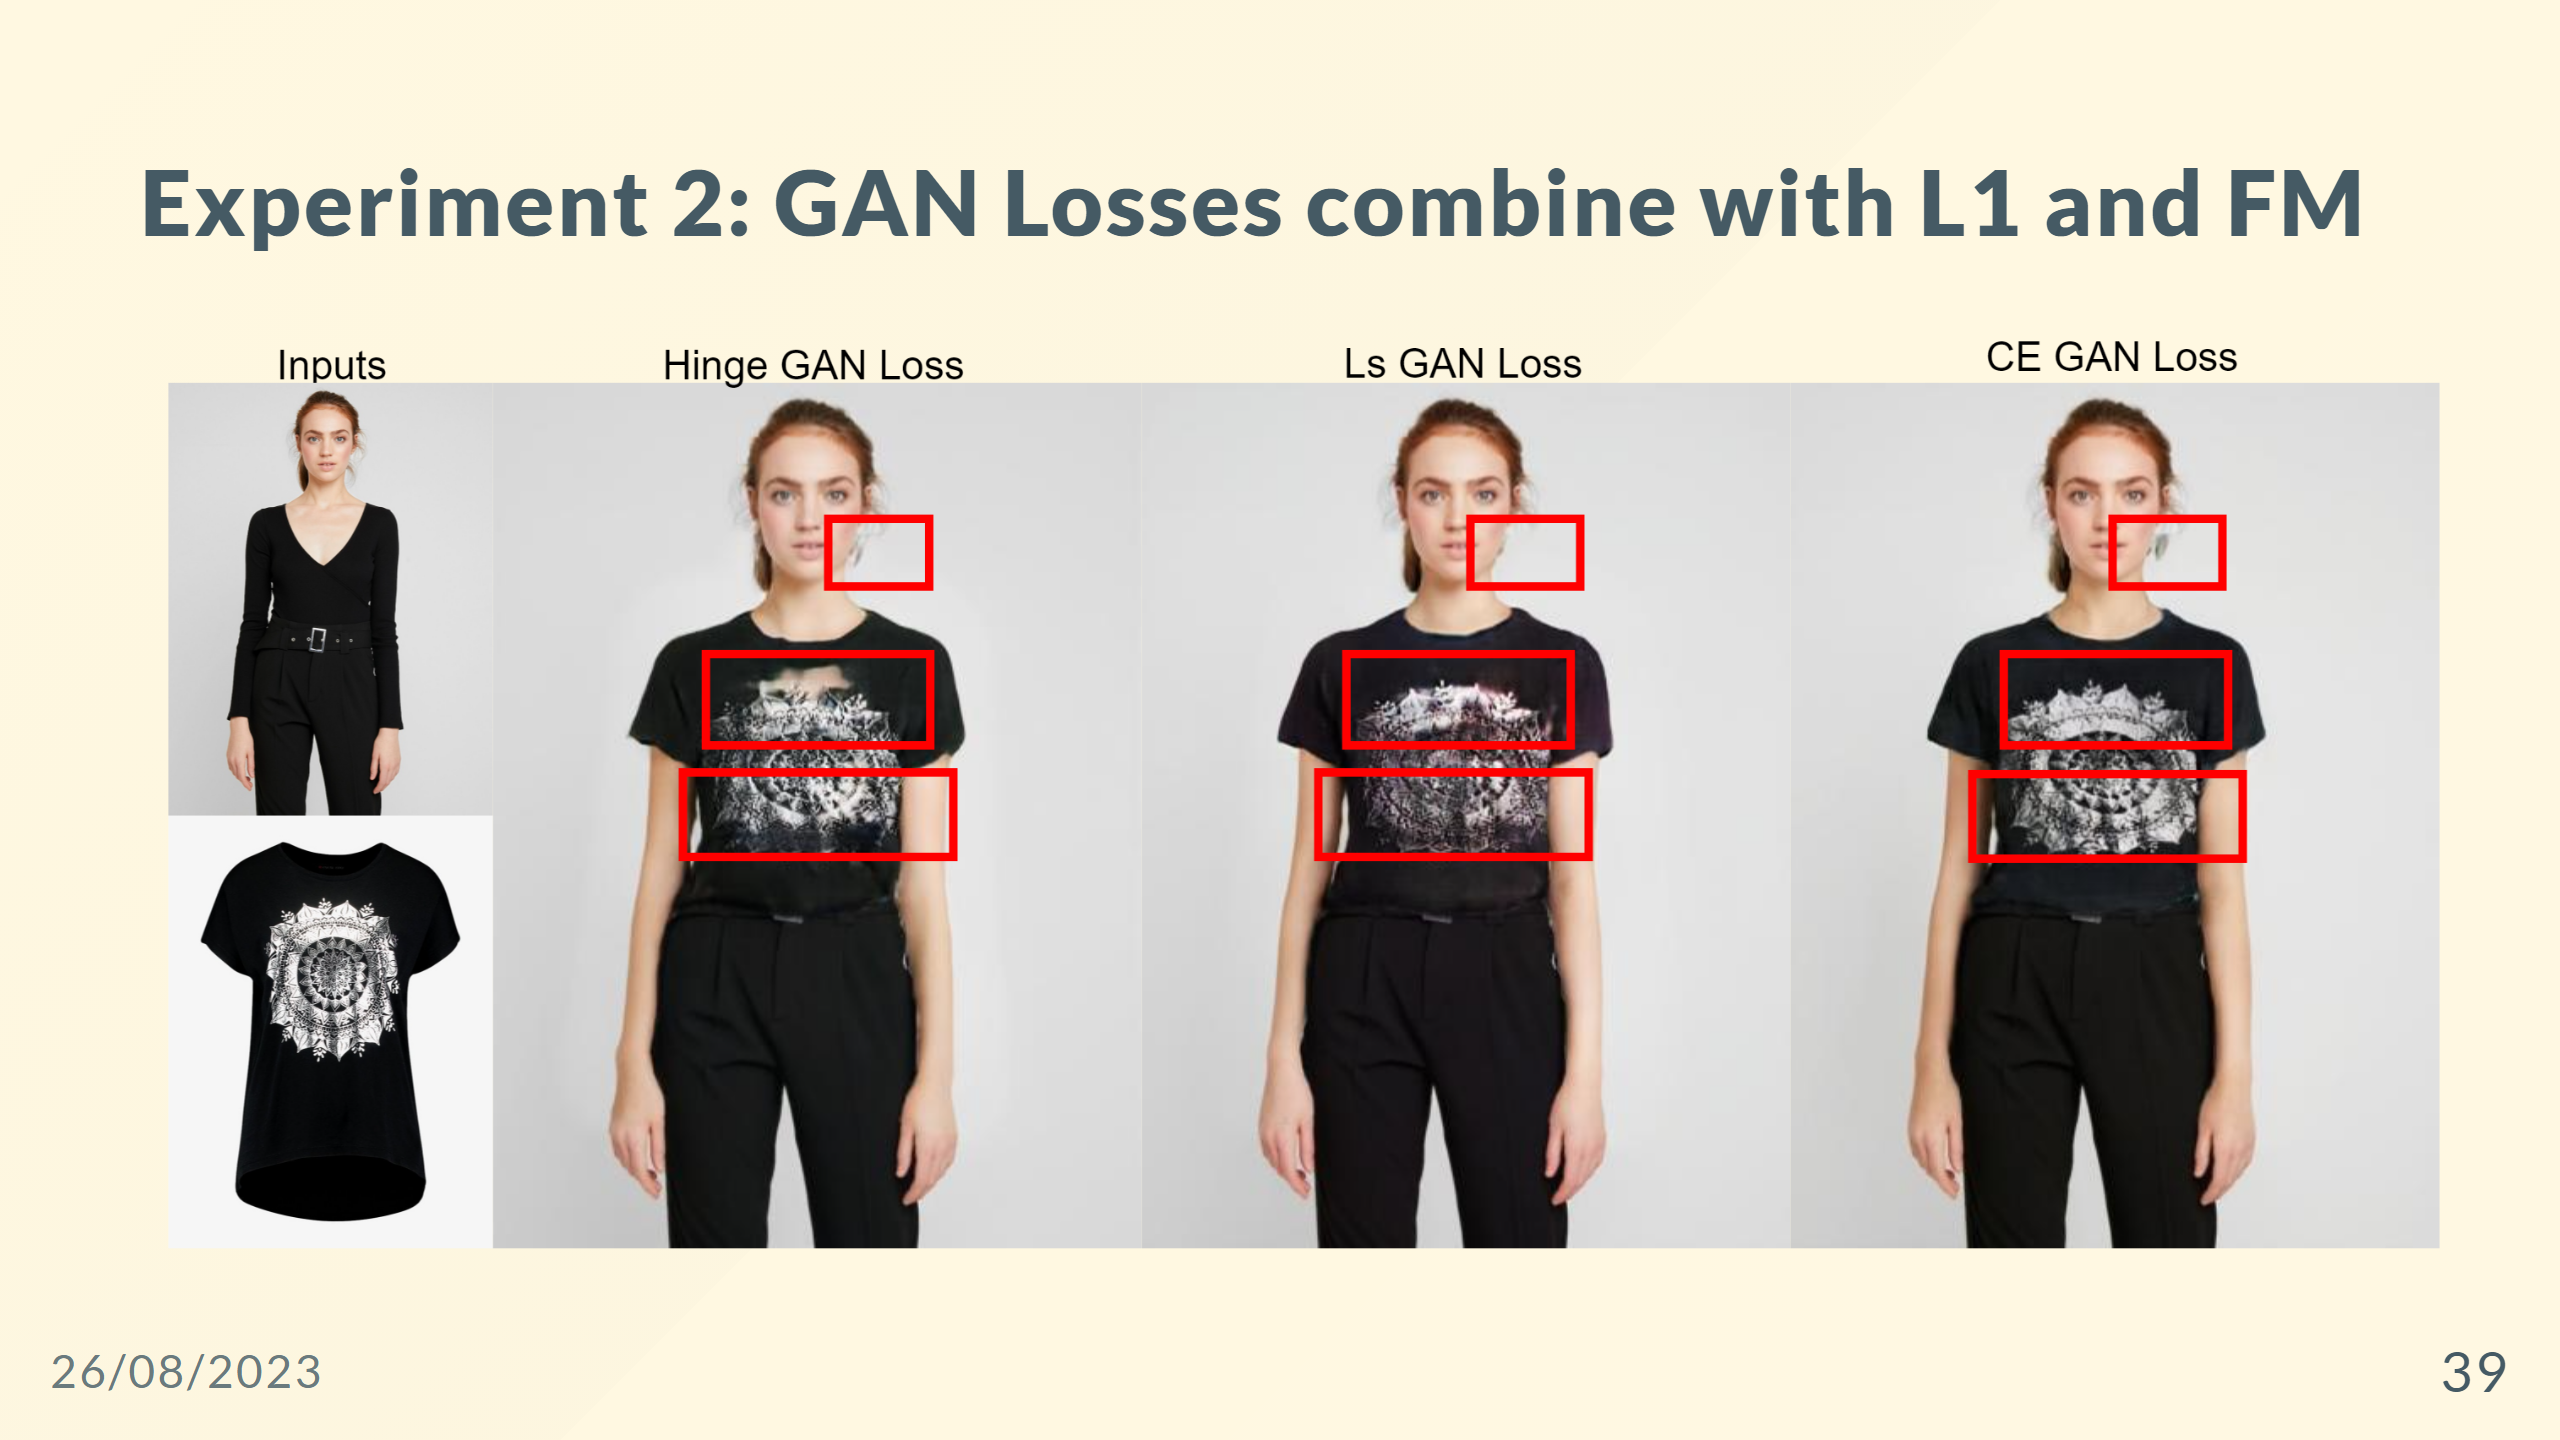 Experiment 2: GAN Losses combine with L1 and FM
Inputs
Hinge GAN Loss
Ls GAN Loss
CE GAN Loss
26/08/2023
39